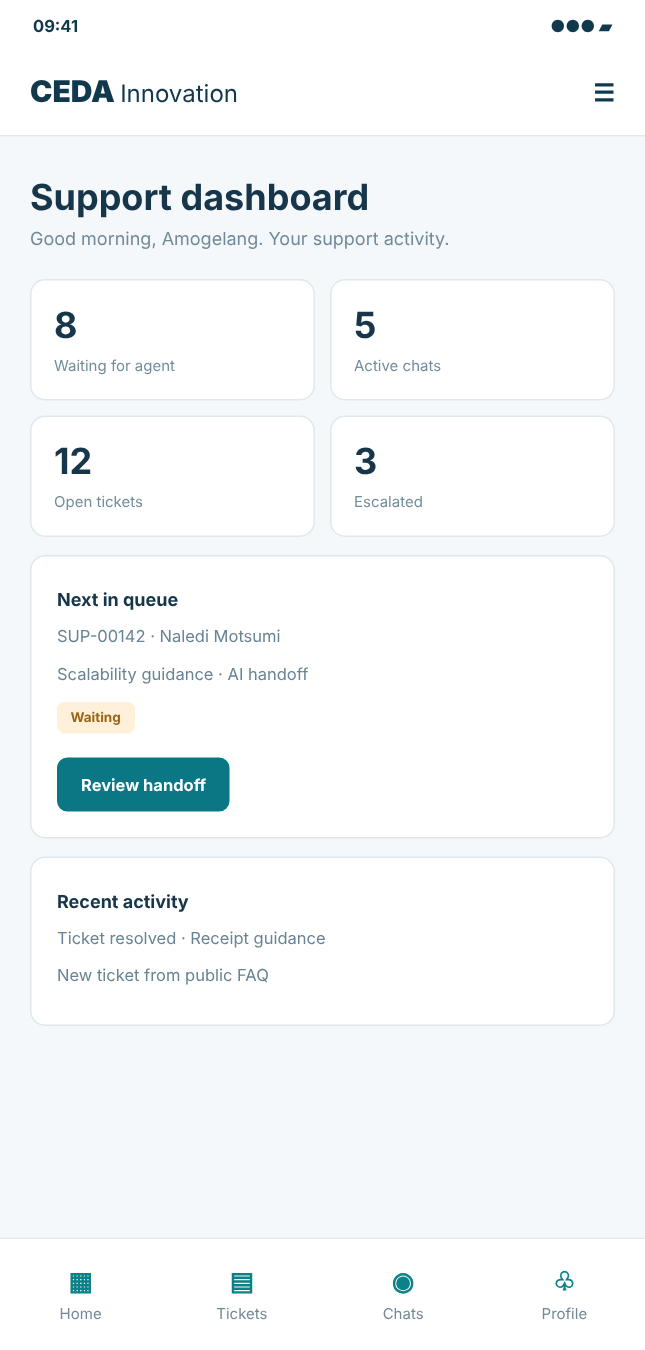 09:41
CEDA Innovation
Support dashboard
Good morning, Amogelang. Your support activity.
8
Waiting for agent
5
Active chats
12
Open tickets
3
Escalated
Next in queue
SUP-00142 · Naledi Motsumi
Scalability guidance · AI handoff
Waiting
Review handoff
Recent activity
Ticket resolved · Receipt guidance
New ticket from public FAQ
Home
Tickets
Chats
Profile